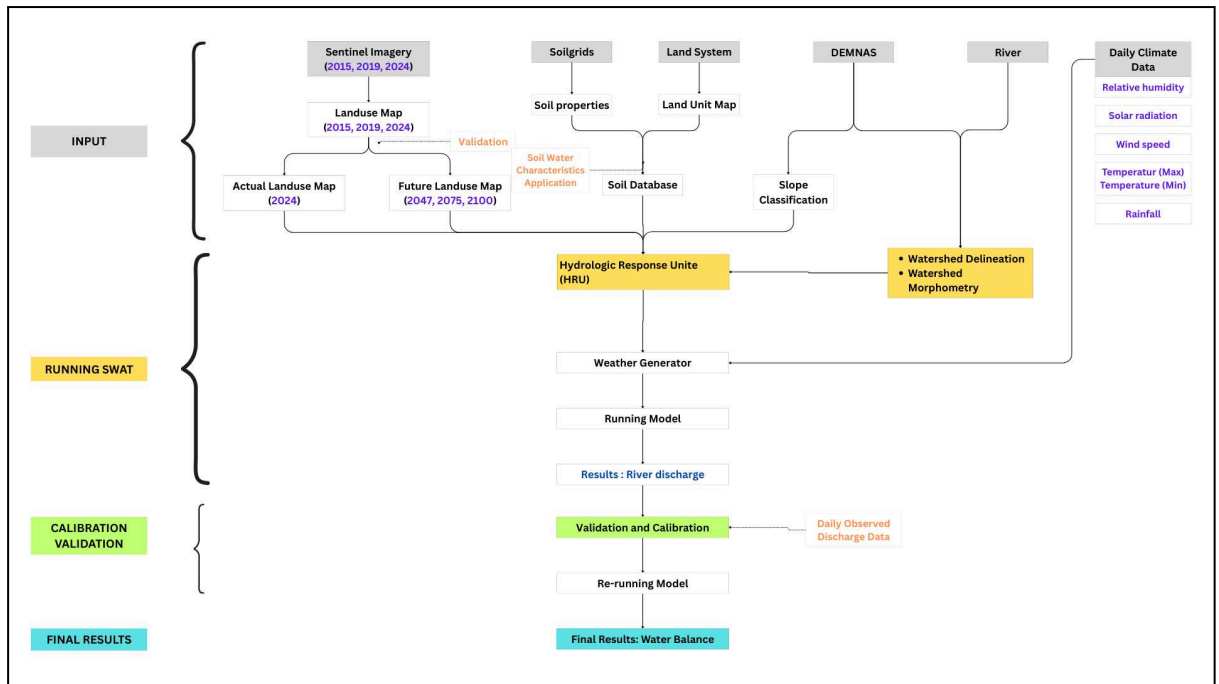 Sentinel Imagery
(2015, 2019, 2024)
Soilgrids
Land System
DEMNAS
River
Daily Climate
Data
Relative humidity
Solar radiation
Wind speed
Temperatur (Max)
Temperature (Min)
Rainfall
INPUT
Landuse Map
(2015, 2019, 2024)
Soil properties
Land Unit Map
Validation
Soil Water
Characteristics
Application
Actual Landuse Map
(2024)
Future Landuse Map
(2047, 2075, 2100)
Soil Database
Slope
Classification
Hydrologic Response Unite
(HRU)
• Watershed Delineation
• Watershed
Morphometry
RUNNING SWAT
Weather Generator
Running Model
Results : River discharge
CALIBRATION
VALIDATION
Validation and Calibration
Daily Observed
Discharge Data
Re-running Model
FINAL RESULTS
Final Results: Water Balance